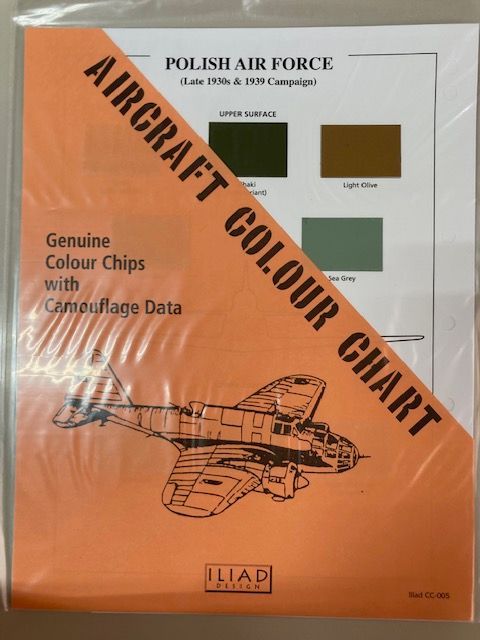 POLISH AIR FORCE
(Late 1930s & 1939 Campaign)
UPPER SURFACE
Light Olive
Sea Grey
AIRCRAFT COLOUR CHART
Genuine
Colour Chips
with
Camouflage Data
ILIAD
DESIGN
Iliad CC-005